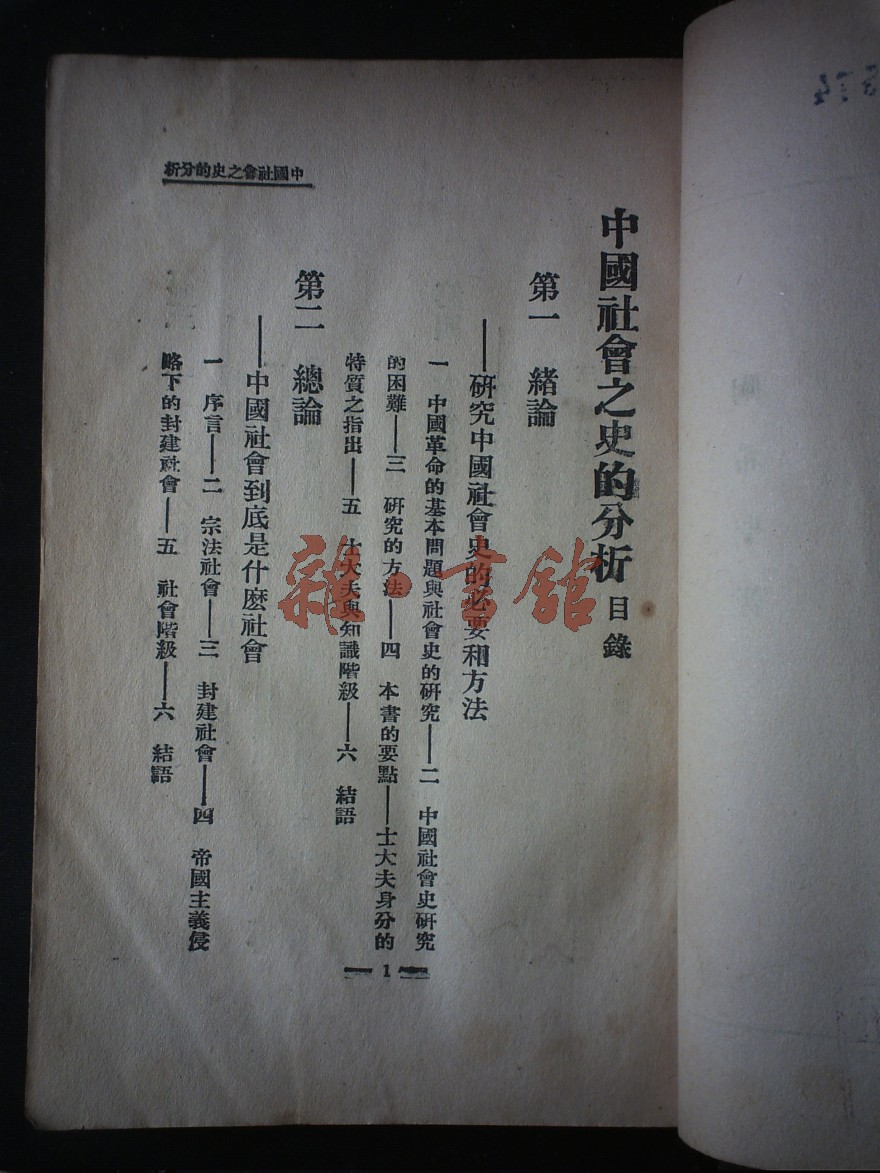 中國社會之史的分析
中國社會之史的分析 目錄
第一 緒論
——研究中國社會史的必要和方法
一 中國革命的基本問題與社會史的研究——二 中國社會史研究
的困難——三 研究的方法——四 本書的要點——士大夫身分的
特質之指出——五 士大夫與知識階級——六 結語
第二 總論
——中國社會到底是什麼社會
一 序言——二 宗法社會——三 封建社會——四 帝國主義侵
略下的封建社會——五 社會階級——六 結語
1
雜·書館